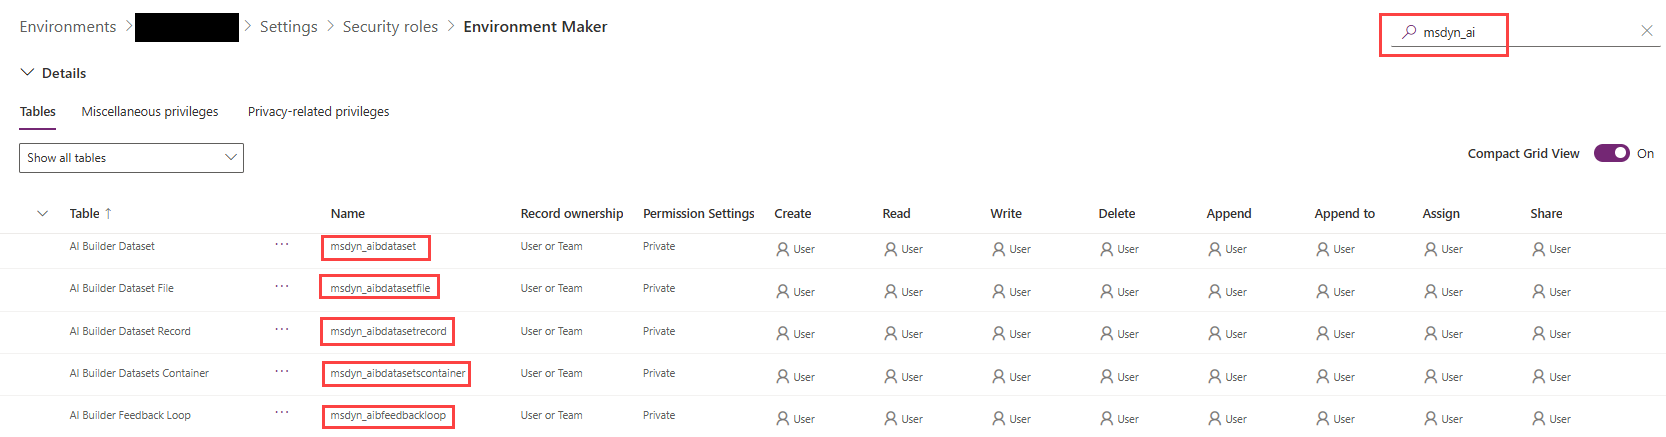 Environments > > Settings > Security roles > Environment Maker
msdyn_ai
Details
Tables Miscellaneous privileges Privacy-related privileges
Show all tables
Compact Grid View On
Table ↑ Name Record ownership Permission Settings Create Read Write Delete Append Append to Assign Share
AI Builder Dataset ... msdyn_aibdataset User or Team Private User User User User User User User User
AI Builder Dataset File ... msdyn_aibdatasetfile User or Team Private User User User User User User User User
AI Builder Dataset Record ... msdyn_aibdatasetrecord User or Team Private User User User User User User User User
AI Builder Datasets Container ... msdyn_aibdatasetscontainer User or Team Private User User User User User User User User
AI Builder Feedback Loop ... msdyn_aibfeedbackloop User or Team Private User User User User User User User User